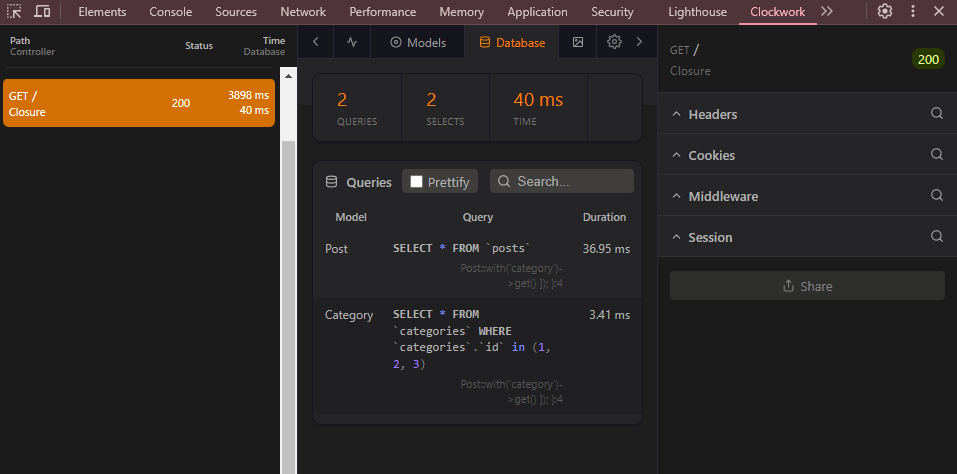 Elements Console Sources Network Performance Memory Application Security Lighthouse Clockwork
Path
Controller
Status
Time
Database
GET /
Closure
200
3898 ms
40 ms
Models
Database
2
QUERIES
2
SELECTS
40 ms
TIME
Queries
Prettify
Search...
Model Query Duration
Post
SELECT * FROM `posts`
36.95 ms
Post::with('category')-
>get() ]); }:4
Category
SELECT * FROM
3.41 ms
`categories` WHERE
`categories`.`id` in (1,
2, 3)
Post::with('category')-
>get() ]); }:4
GET /
Closure
200
Headers
Cookies
Middleware
Session
Share